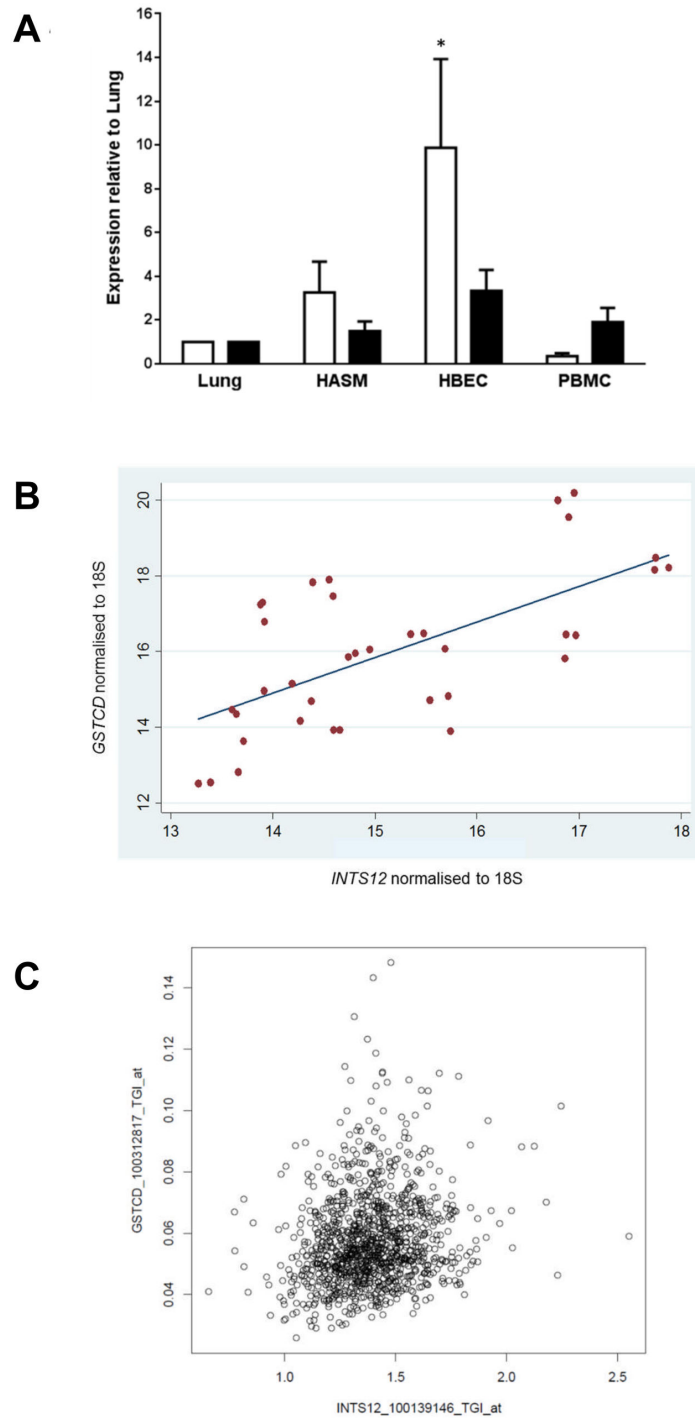 A
Expression relative to Lung
16
14
12
10
8
6
4
2
0
*
Lung HASM HBEC PBMC
B
GSTCD normalised to 18S
20
18
16
14
12
13 14 15 16 17 18
INTS12 normalised to 18S
C
GSTCD_100312817_TGI_at
0.14
0.12
0.10
0.08
0.06
0.04
1.0 1.5 2.0 2.5
INTS12_100139146_TGI_at